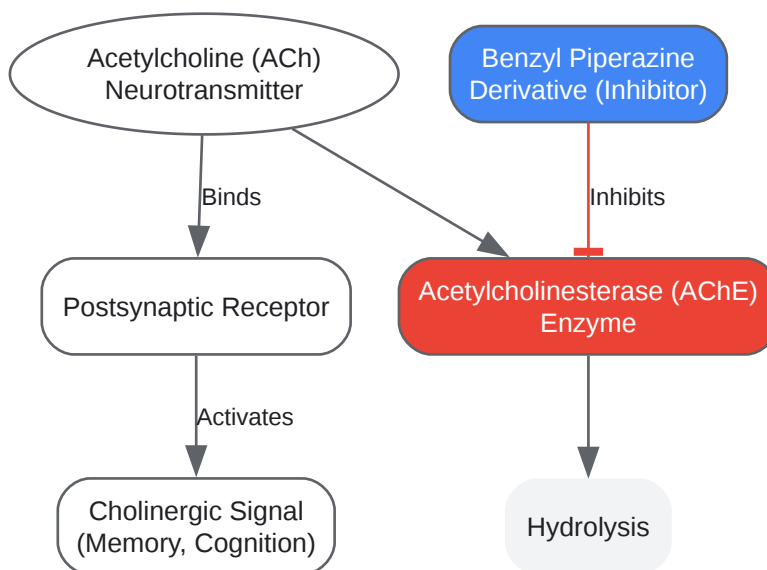 Acetylcholine (ACh)
Neurotransmitter
Benzyl Piperazine
Derivative (Inhibitor)
Binds
Inhibits
Postsynaptic Receptor
Acetylcholinesterase (AChE)
Enzyme
Activates
Cholinergic Signal
(Memory, Cognition)
Hydrolysis